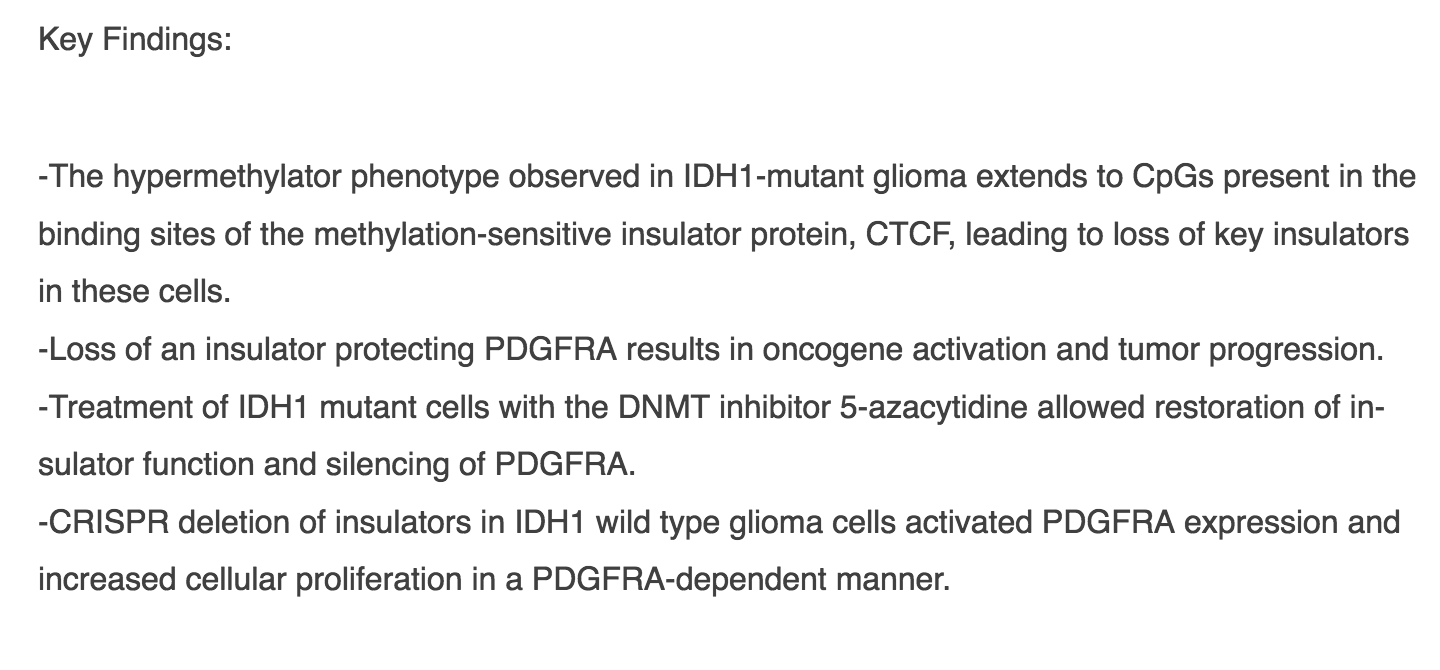 Key Findings:
-The hypermethylator phenotype observed in IDH1-mutant glioma extends to CpGs present in the
binding sites of the methylation-sensitive insulator protein, CTCF, leading to loss of key insulators
in these cells.
-Loss of an insulator protecting PDGFRA results in oncogene activation and tumor progression.
-Treatment of IDH1 mutant cells with the DNMT inhibitor 5-azacytidine allowed restoration of in-
sulator function and silencing of PDGFRA.
-CRISPR deletion of insulators in IDH1 wild type glioma cells activated PDGFRA expression and
increased cellular proliferation in a PDGFRA-dependent manner.